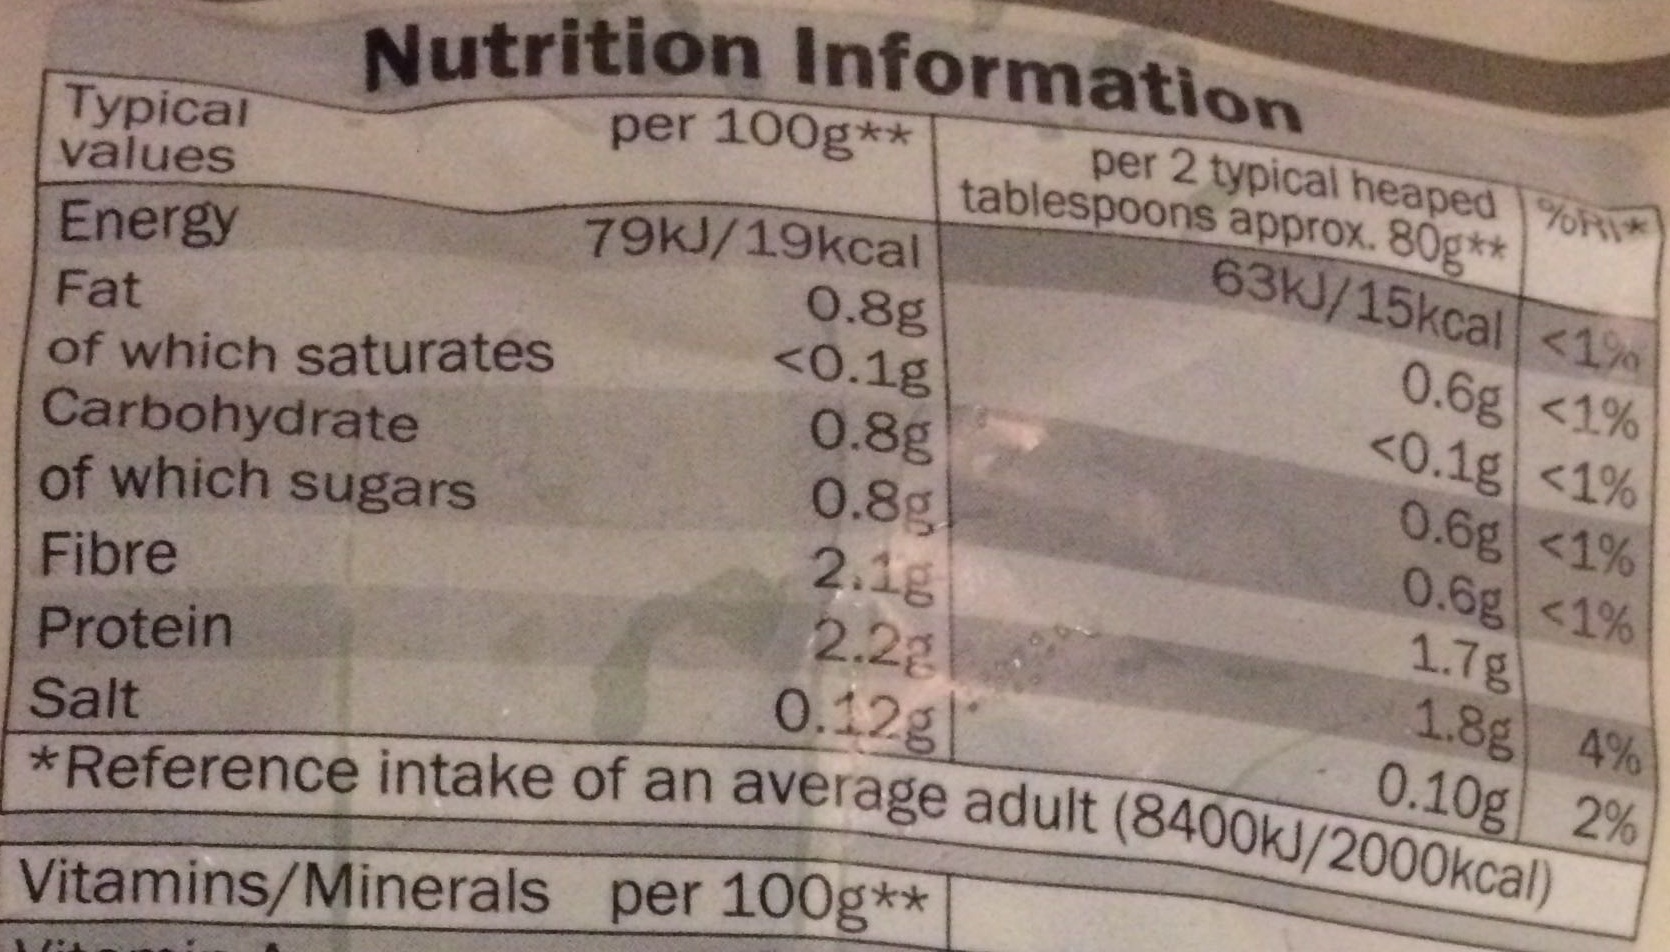 Nutrition Information
Typical values per 100g** per 2 typical heaped tablespoons approx. 80g** %RI*
Energy 79kJ/19kcal 63kJ/15kcal <1%
Fat 0.8g 0.6g <1%
of which saturates <0.1g <0.1g <1%
Carbohydrate 0.8g 0.6g <1%
of which sugars 0.8g 0.6g <1%
Fibre 2.1g 1.7g
Protein 2.2g 1.8g 4%
Salt 0.12g 0.10g 2%
*Reference intake of an average adult (8400kJ/2000kcal)
Vitamins/Minerals per 100g**